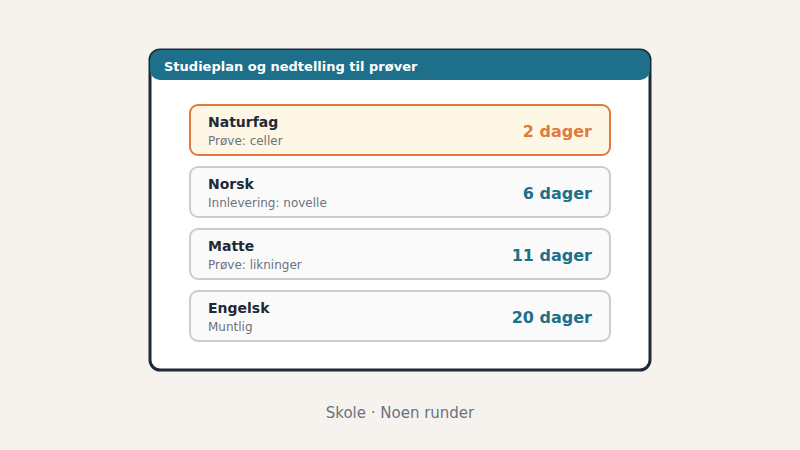 Studieplan og nedtelling til prøver
Naturfag
Prøve: celler
2 dager
Norsk
Innlevering: novelle
6 dager
Matte
Prøve: likninger
11 dager
Engelsk
Muntlig
20 dager
Skole · Noen runder